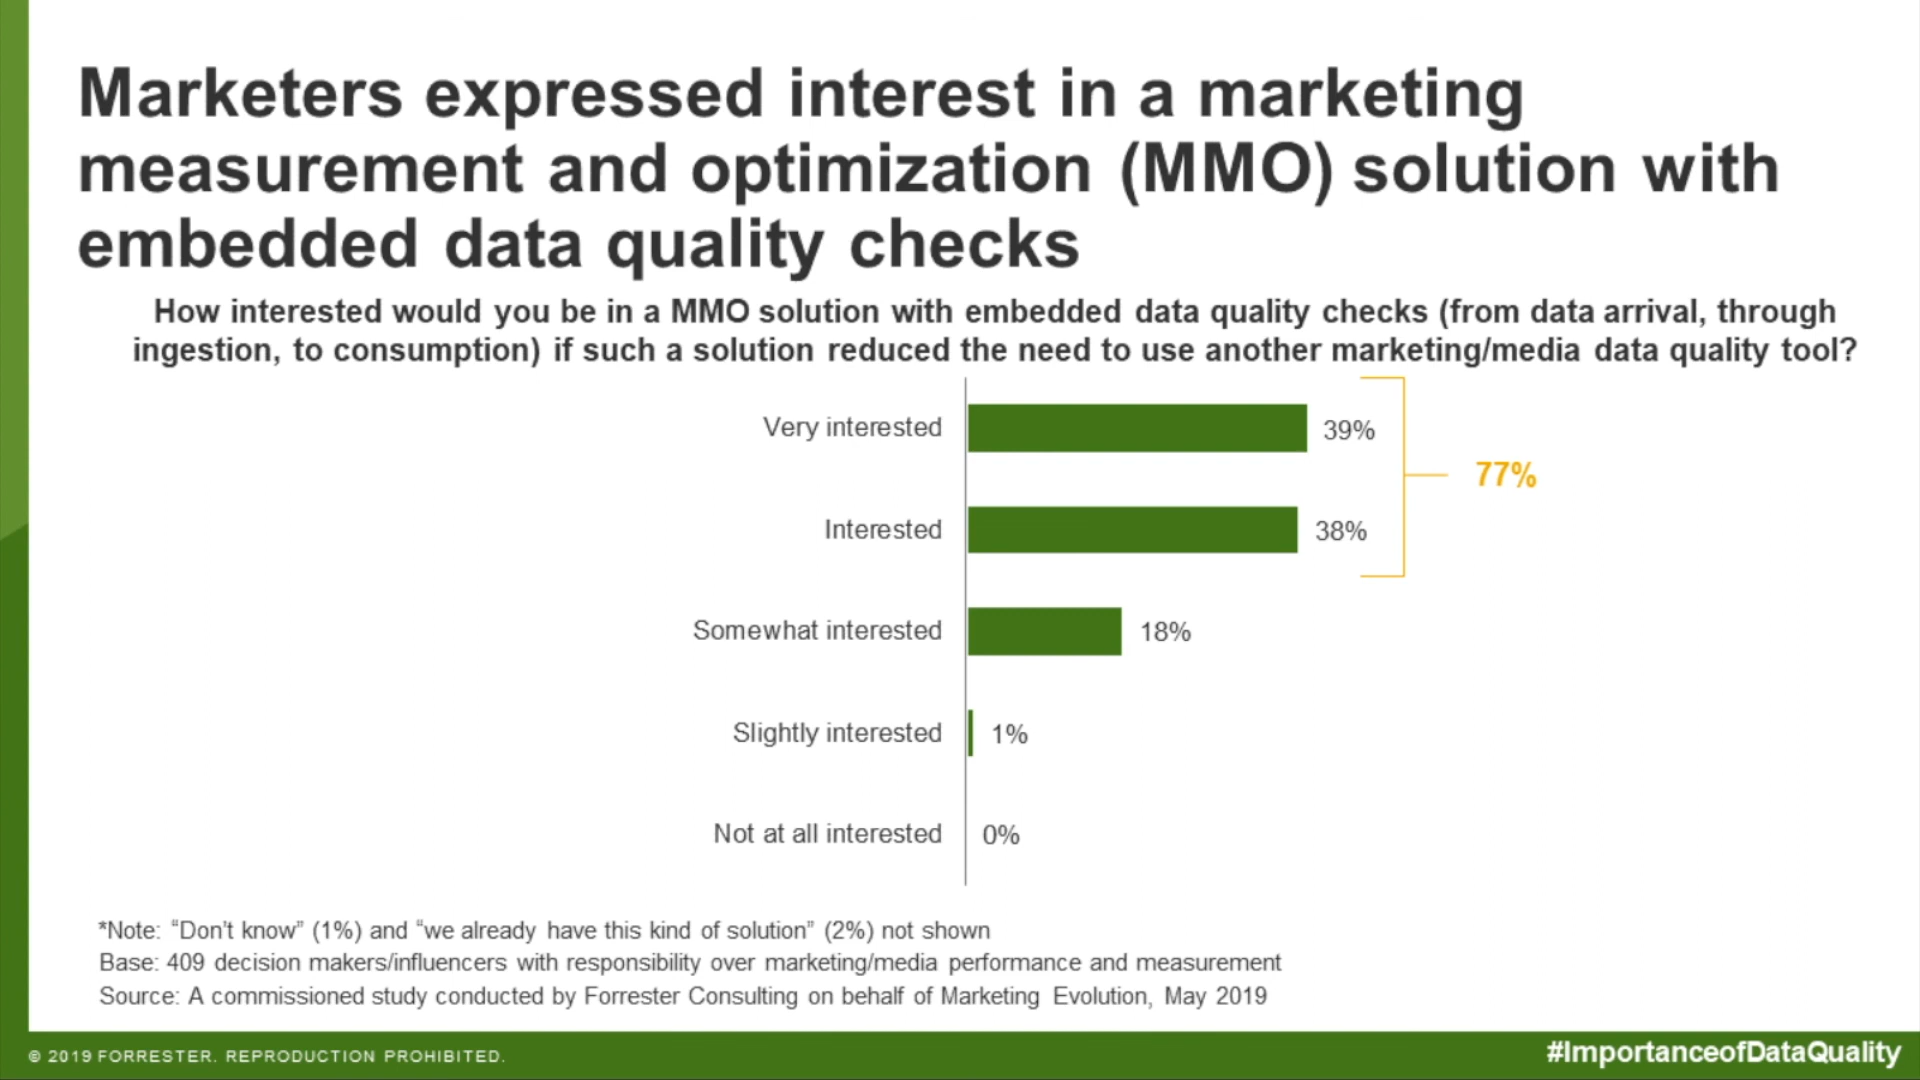 Marketers expressed interest in a marketing
measurement and optimization (MMO) solution with
embedded data quality checks
How interested would you be in a MMO solution with embedded data quality checks (from data arrival, through
ingestion, to consumption) if such a solution reduced the need to use another marketing/media data quality tool?
Very interested 39%
77%
Interested 38%
Somewhat interested 18%
Slightly interested 1%
Not at all interested 0%
*Note: “Don’t know” (1%) and “we already have this kind of solution” (2%) not shown
Base: 409 decision makers/influencers with responsibility over marketing/media performance and measurement
Source: A commissioned study conducted by Forrester Consulting on behalf of Marketing Evolution, May 2019
© 2019 FORRESTER. REPRODUCTION PROHIBITED.
#ImportanceofDataQuality